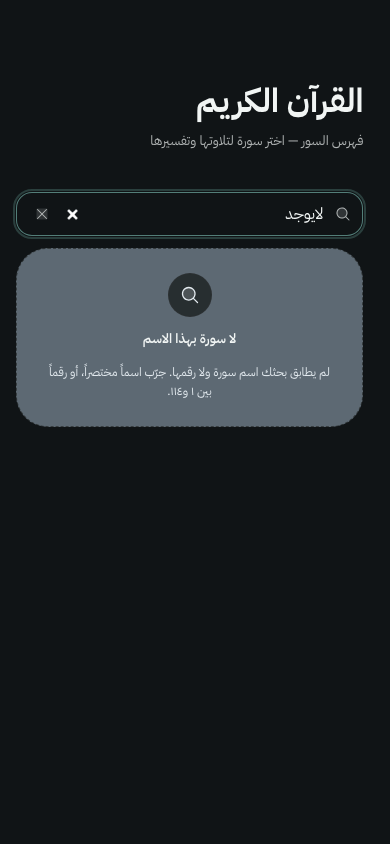 القرآن الكريم
فهرس السور — اختر سورة لتلاوتها وتفسيرها
لايوجد
لا سورة بهذا الاسم
لم يطابق بحثك اسم سورة ولا رقمها. جرّب اسماً مختصراً، أو رقماً
بين ١ و١١٤.